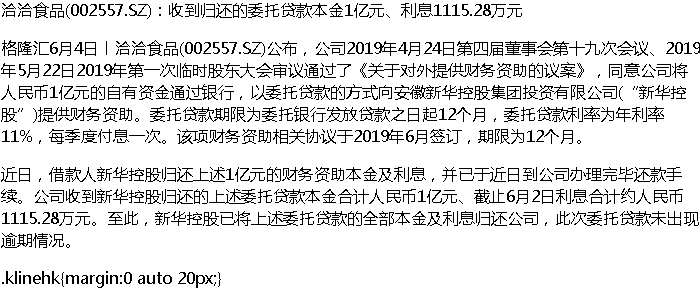 洽洽食品(002557.SZ)：收到归还的委托贷款本金1亿元、利息1115.28万元
格隆汇6月4日丨洽洽食品(002557.SZ)公布，公司2019年4月24日第四届董事会第十九次会议、2019
年5月22日2019年第一次临时股东大会审议通过了《关于对外提供财务资助的议案》，同意公司将
人民币1亿元的自有资金通过银行，以委托贷款的方式向安徽新华控股集团投资有限公司(“新华控
股”)提供财务资助。委托贷款期限为委托银行发放贷款之日起12个月，委托贷款利率为年利率
11%，每季度付息一次。该项财务资助相关协议于2019年6月签订，期限为12个月。
近日，借款人新华控股归还上述1亿元的财务资助本金及利息，并已于近日到公司办理完毕还款手
续。公司收到新华控股归还的上述委托贷款本金合计人民币1亿元、截止6月2日利息合计约人民币
1115.28万元。至此，新华控股已将上述委托贷款的全部本金及利息归还公司，此次委托贷款未出现
逾期情况。
.klinehk{margin:0 auto 20px;}